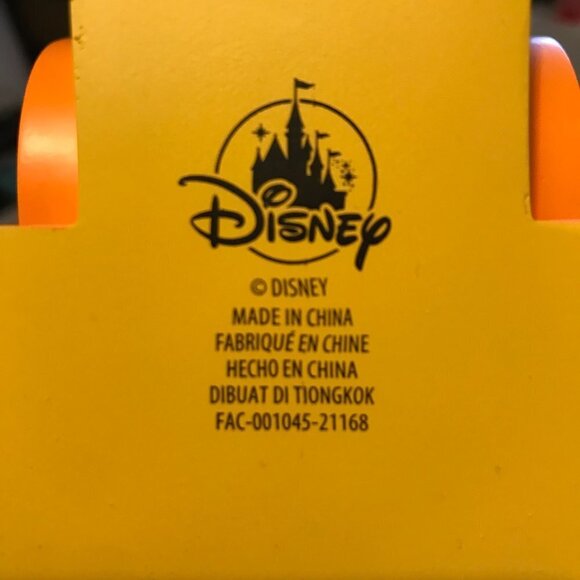 Disney
© DISNEY
MADE IN CHINA
FABRIQUÉ EN CHINE
HECHO EN CHINA
DIBUAT DI TIONGKOK
FAC-001045-21168